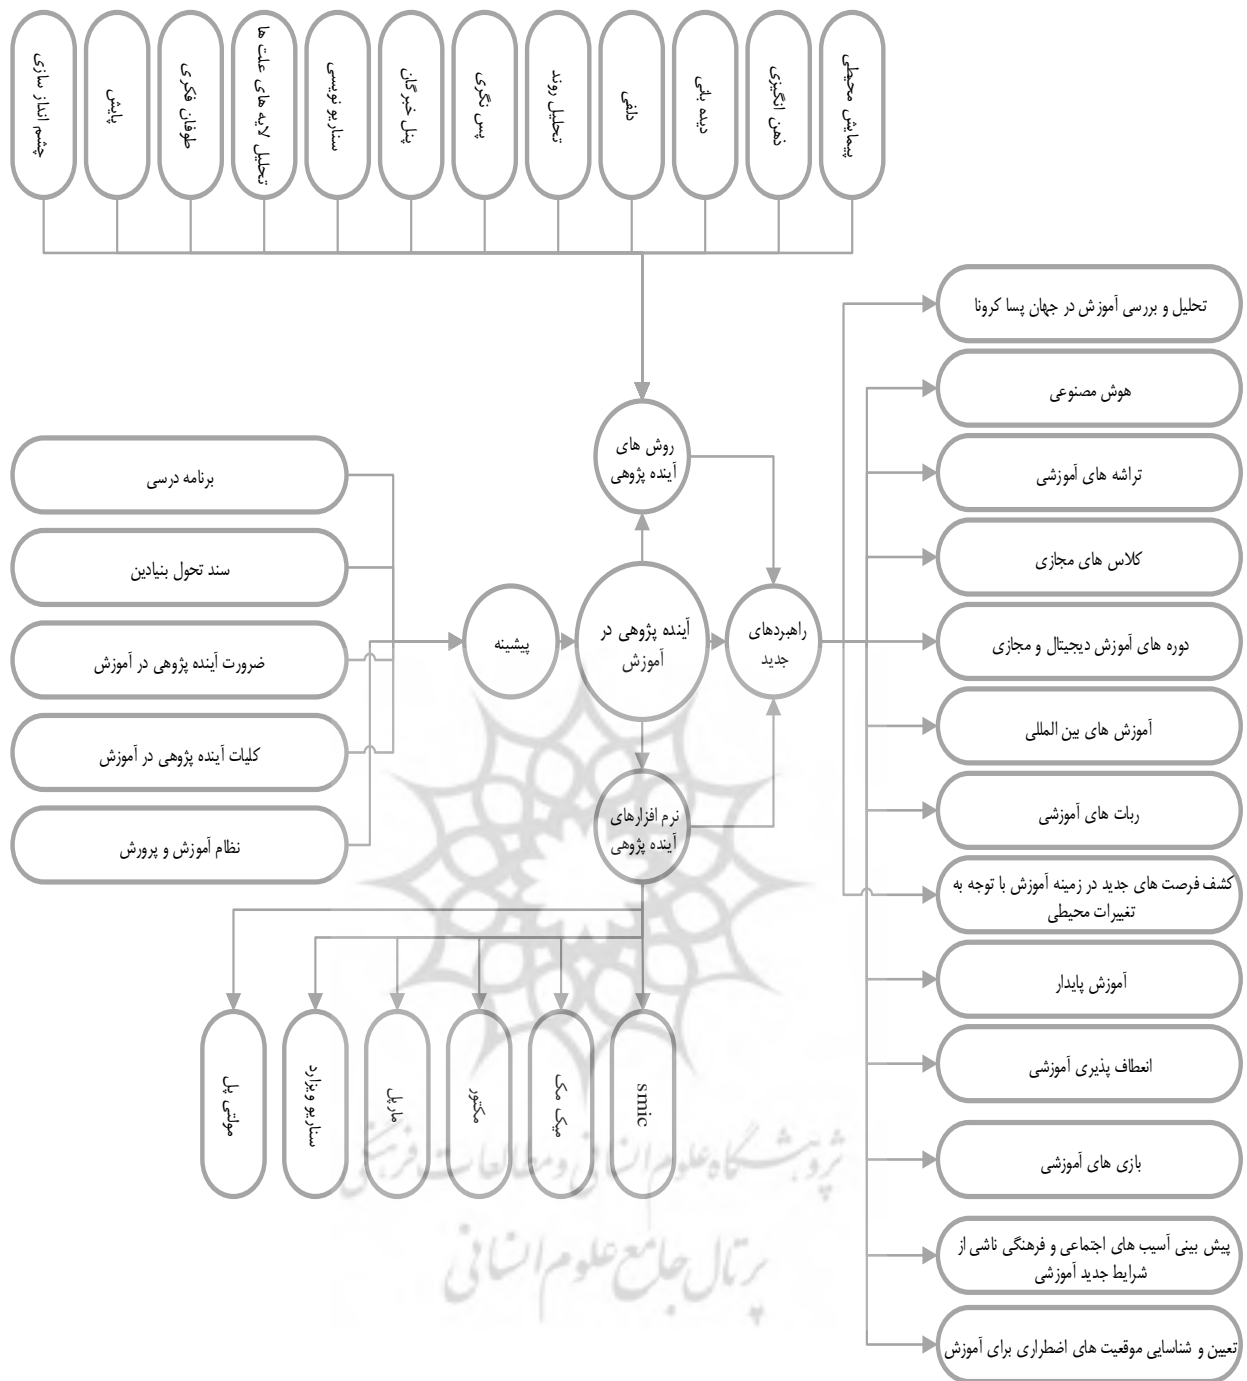 پیمایش محیطی
ذهن انگیزی
دیده بانی
دلفی
تحلیل روند
پس نگری
پنل خبرگان
سناریو نویسی
تحلیل لایه های علت ها
طوفان فکری
پایش
چشم انداز سازی
تحلیل و بررسی آموزش در جهان پسا کرونا
هوش مصنوعی
تراشه های آموزشی
کلاس های مجازی
دوره های آموزش دیجیتال و مجازی
آموزش های بین المللی
ربات های آموزشی
کشف فرصت های جدید در زمینه آموزش با توجه به
تغییرات محیطی
آموزش پایدار
انعطاف پذیری آموزشی
بازی های آموزشی
پیش بینی آسیب های اجتماعی و فرهنگی ناشی از
شرایط جدید آموزشی
تعیین و شناسایی موقعیت های اضطراری برای آموزش
روش های
آینده پژوهی
راهبردهای
جدید
آینده پژوهی در
آموزش
پیشینه
نرم افزارهای
آینده پژوهی
برنامه درسی
سند تحول بنیادین
ضرورت آینده پژوهی در آموزش
کلیات آینده پژوهی در آموزش
نظام آموزش و پرورش
smic
میک مک
مکتور
مارپل
سناریو ویزارد
مولتی پل
پژوهشگاه علوم انسانی و مطالعات فرهنگی
پرتال جامع علوم انسانی